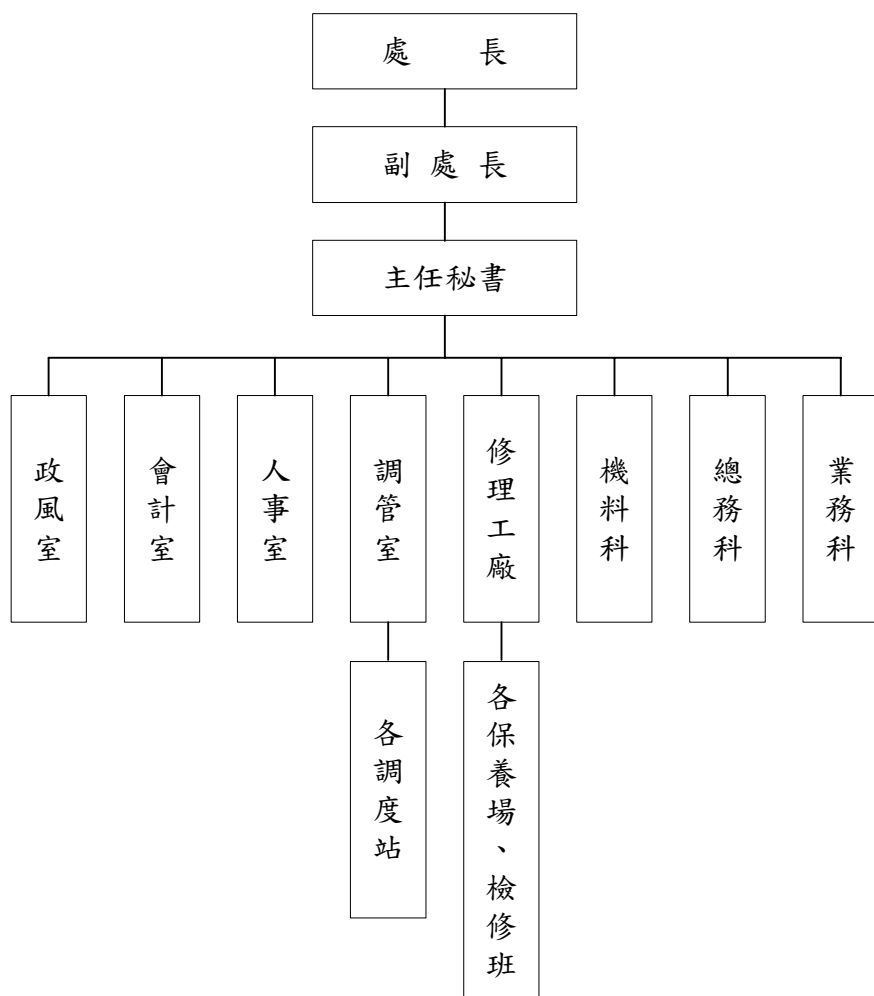 處長
副處長
主任秘書
政風室
會計室
人事室
調管室
修理工廠
機料科
總務科
業務科
各調度站
各保養場、檢修班